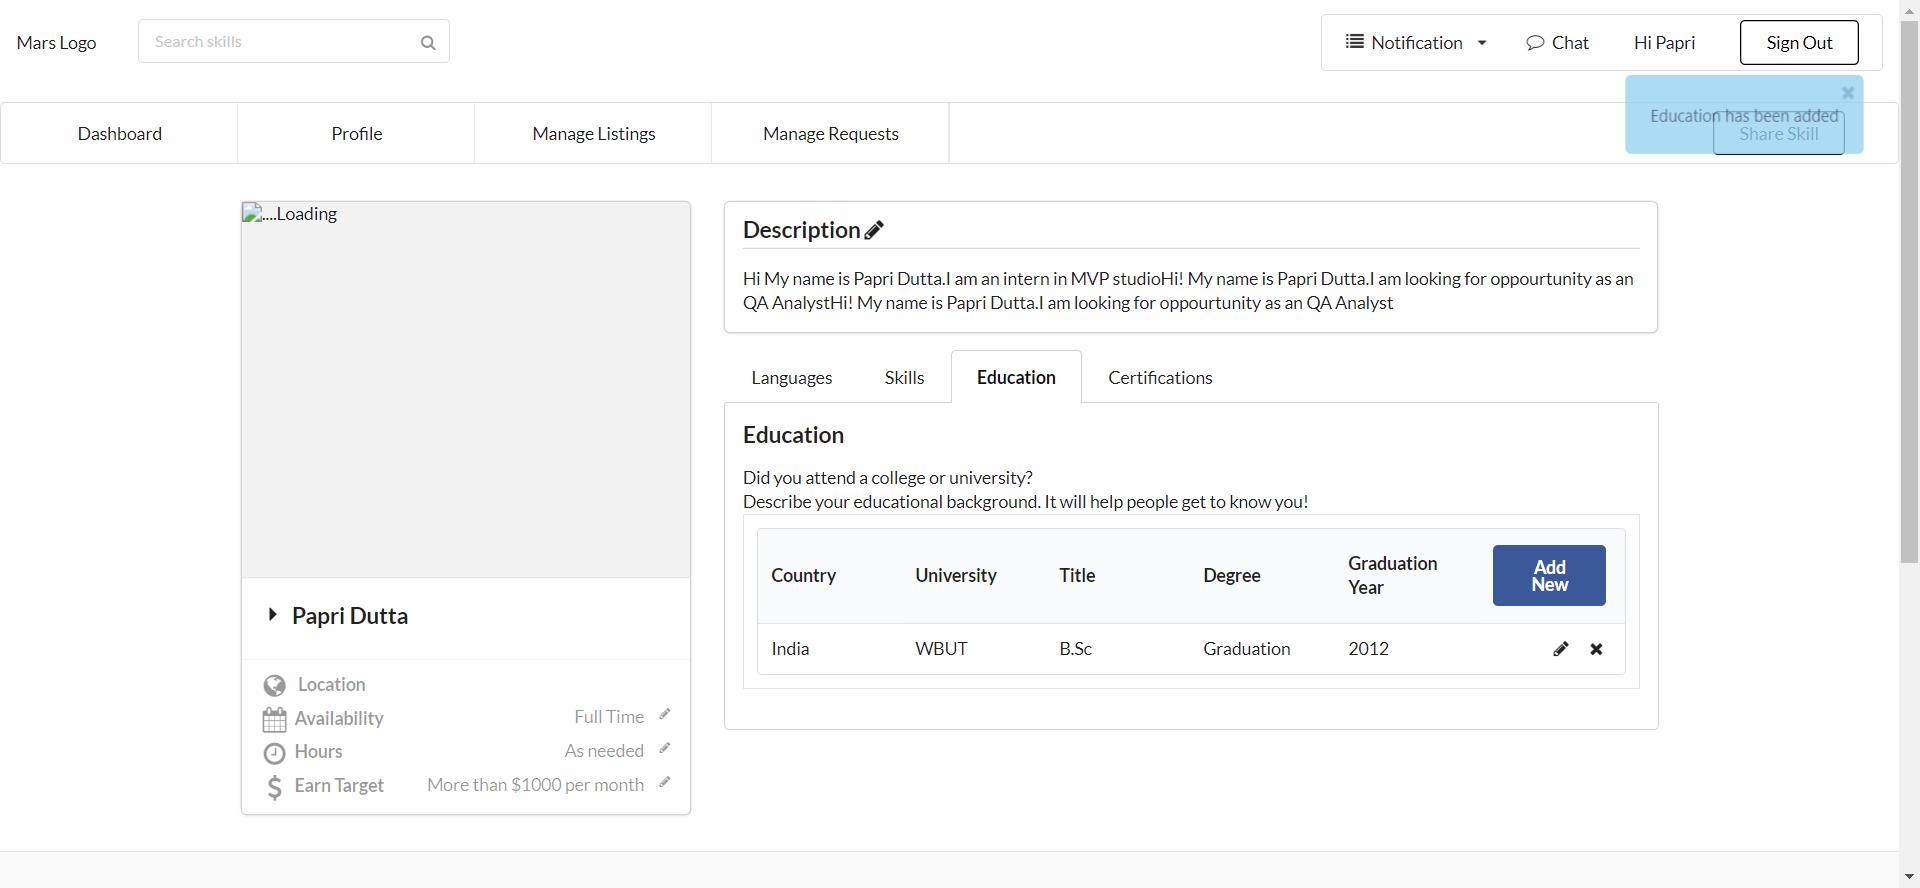 Mars Logo
Search skills
Notification
Chat
Hi Papri
Sign Out
Education has been added
Dashboard
Profile
Manage Listings
Manage Requests
Share Skill
....Loading
Papri Dutta
Location
Availability
Full Time
Hours
As needed
Earn Target
More than $1000 per month
Description
Hi My name is Papri Dutta.I am an intern in MVP studioHi! My name is Papri Dutta.I am looking for oppourtunity as an
QA AnalystHi! My name is Papri Dutta.I am looking for oppourtunity as an QA Analyst
Languages
Skills
Education
Certifications
Education
Did you attend a college or university?
Describe your educational background. It will help people get to know you!
Country
University
Title
Degree
Graduation
Year
Add
New
India
WBUT
B.Sc
Graduation
2012